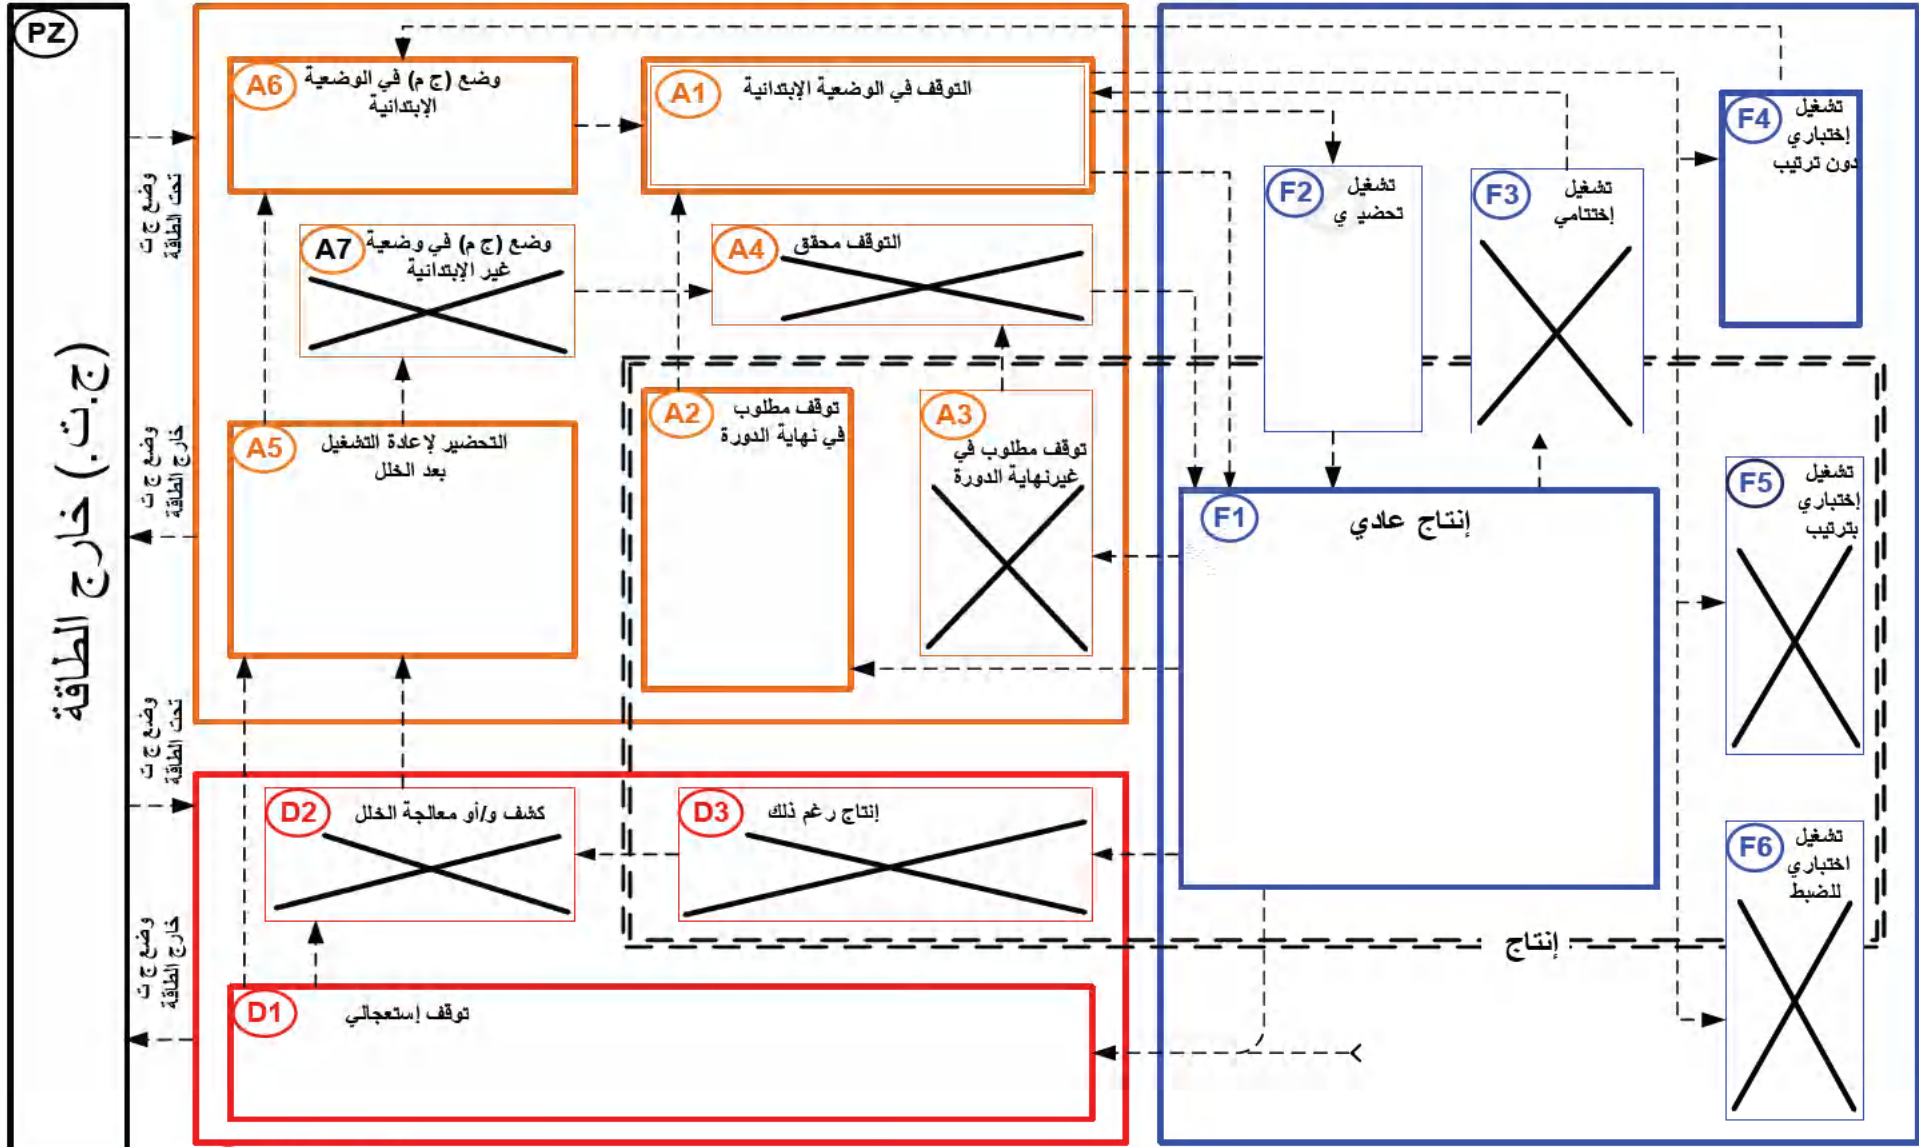 PZ
(ج.ت.) خارج الطاقة
وضع ج ت
تحت الطاقة
وضع ج ت
خارج الطاقة
وضع ج ت
تحت الطاقة
وضع ج ت
خارج الطاقة
A6
وضع (ج م) في الوضعية
الإبتدائية
A1
التوقف في الوضعية الإبتدائية
A7
وضع (ج م) في وضعية
غير الإبتدائية
A4
التوقف محقق
A5
التحضير لإعادة التشغيل
بعد الخلل
A2
توقف مطلوب
في نهاية الدورة
A3
توقف مطلوب في
غيرنهاية الدورة
F2
تشغيل
تحضير ي
F3
تشغيل
إختتامي
F4
تشغيل
إختباري
دون ترتيب
F1
إنتاج عادي
F5
تشغيل
إختباري
بترتيب
F6
تشغيل
اختباري
للضبط
D2
كشف و/أو معالجة الخلل
D3
إنتاج رغم ذلك
إنتاج
D1
توقف إستعجالي